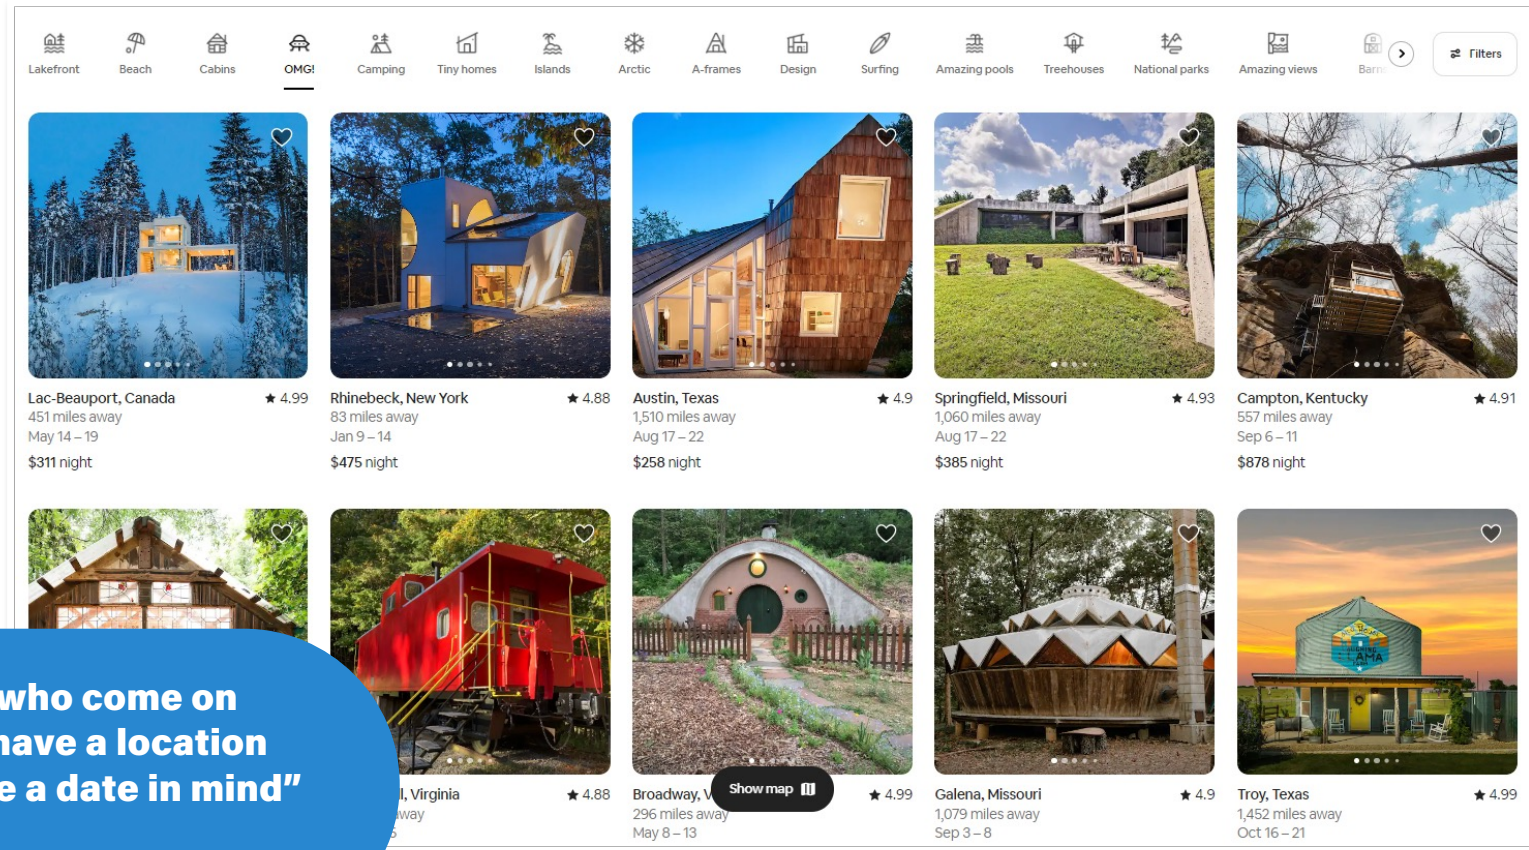 Lakefront
Beach
Cabins
OMG!
Camping
Tiny homes
Islands
Arctic
A-frames
Design
Surfing
Amazing pools
Treehouses
National parks
Amazing views
Filters
Lac-Beauport, Canada ★ 4.99
451 miles away
May 14 – 19
$311 night
Rhinebeck, New York ★ 4.88
83 miles away
Jan 9 – 14
$475 night
Austin, Texas ★ 4.9
1,510 miles away
Aug 17 – 22
$258 night
Springfield, Missouri ★ 4.93
1,060 miles away
Aug 17 – 22
$385 night
Campton, Kentucky ★ 4.91
557 miles away
Sep 6 – 11
$878 night
who come on
have a location
e a date in mind”
l, Virginia ★ 4.88
Broadway, V ★ 4.99
296 miles away
May 8 – 13
Show map
Galena, Missouri ★ 4.9
1,079 miles away
Sep 3 – 8
LAMA
Troy, Texas ★ 4.99
1,452 miles away
Oct 16 – 21